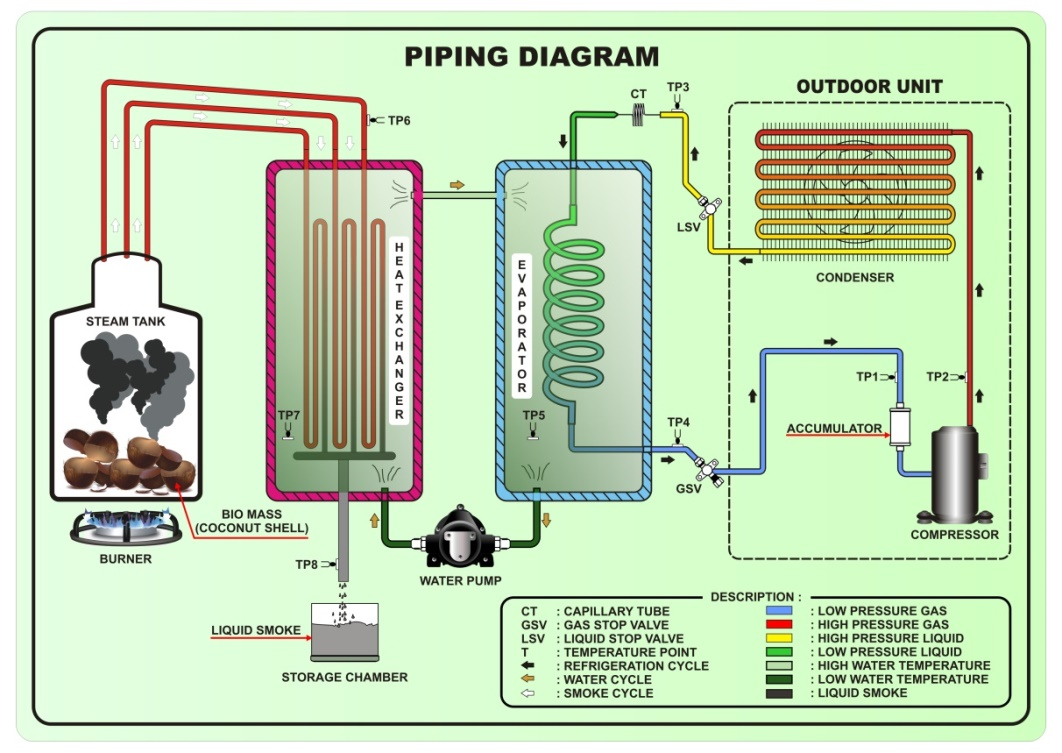 PIPING DIAGRAM
OUTDOOR UNIT
TP6
CT
TP3
LSV
CONDENSER
HEAT EXCHANGER
EVAPORATOR
STEAM TANK
TP1
TP2
ACCUMULATOR
TP7
TP5
TP4
GSV
COMPRESSOR
BIO MASS
(COCONUT SHELL)
BURNER
TP8
WATER PUMP
LIQUID SMOKE
STORAGE CHAMBER
DESCRIPTION :
CT : CAPILLARY TUBE
GSV : GAS STOP VALVE
LSV : LIQUID STOP VALVE
T : TEMPERATURE POINT
: REFRIGERATION CYCLE
: WATER CYCLE
: SMOKE CYCLE
: LOW PRESSURE GAS
: HIGH PRESSURE GAS
: HIGH PRESSURE LIQUID
: LOW PRESSURE LIQUID
: HIGH WATER TEMPERATURE
: LOW WATER TEMPERATURE
: LIQUID SMOKE